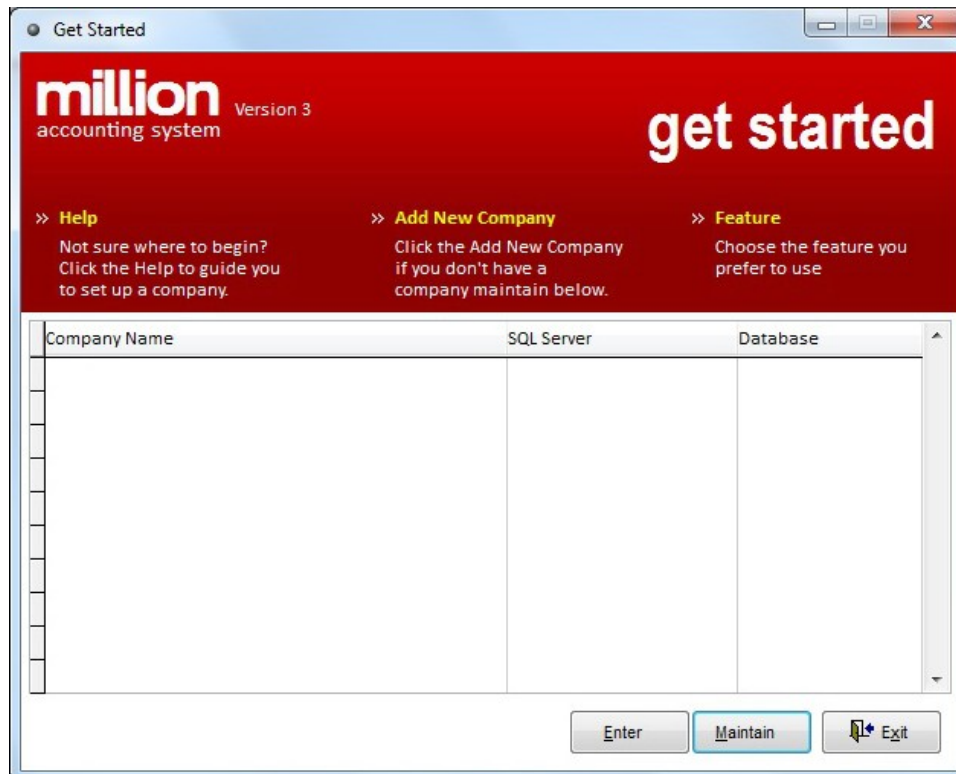 Get Started
million Version 3
accounting system
get started
» Help
Not sure where to begin?
Click the Help to guide you
to set up a company.
» Add New Company
Click the Add New Company
if you don't have a
company maintain below.
» Feature
Choose the feature you
prefer to use
Company Name SQL Server Database
Enter Maintain Exit